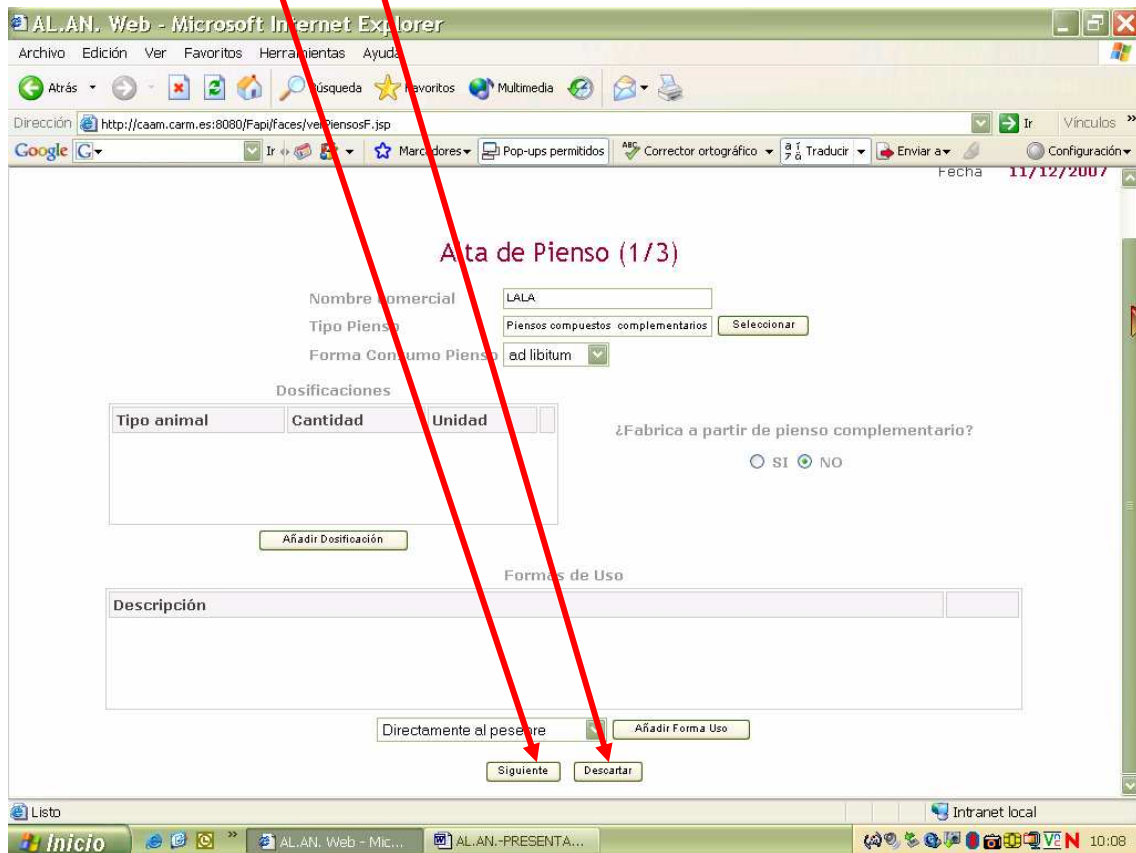 AL.AN. Web - Microsoft Internet Explorer
Archivo Edición Ver Favoritos Herramientas Ayuda
Atrás Búsqueda Favoritos Multimedia
Dirección http://caam.carm.es:8080/Fapi/faces/verPiensosF.jsp Ir Vínculos »
Google G Ir Marcadores Pop-ups permitidos ABC Corrector ortográfico Traducir Enviar a Configuración
Fecha 11/12/2007
Alta de Pienso (1/3)
Nombre Comercial LALA
Tipo Pienso Piensos compuestos complementarios Seleccionar
Forma Consumo Pienso ad libitum
Dosificaciones
Tipo animal Cantidad Unidad
¿Fabrica a partir de pienso complementario?
SI NO
Añadir Dosificación
Formas de Uso
Descripción
Directamente al pesebre Añadir Forma Uso
Siguiente Descartar
Listo Intranet local
Inicio » AL.AN. Web - Mic... AL.AN.-PRESENTA... 10:08